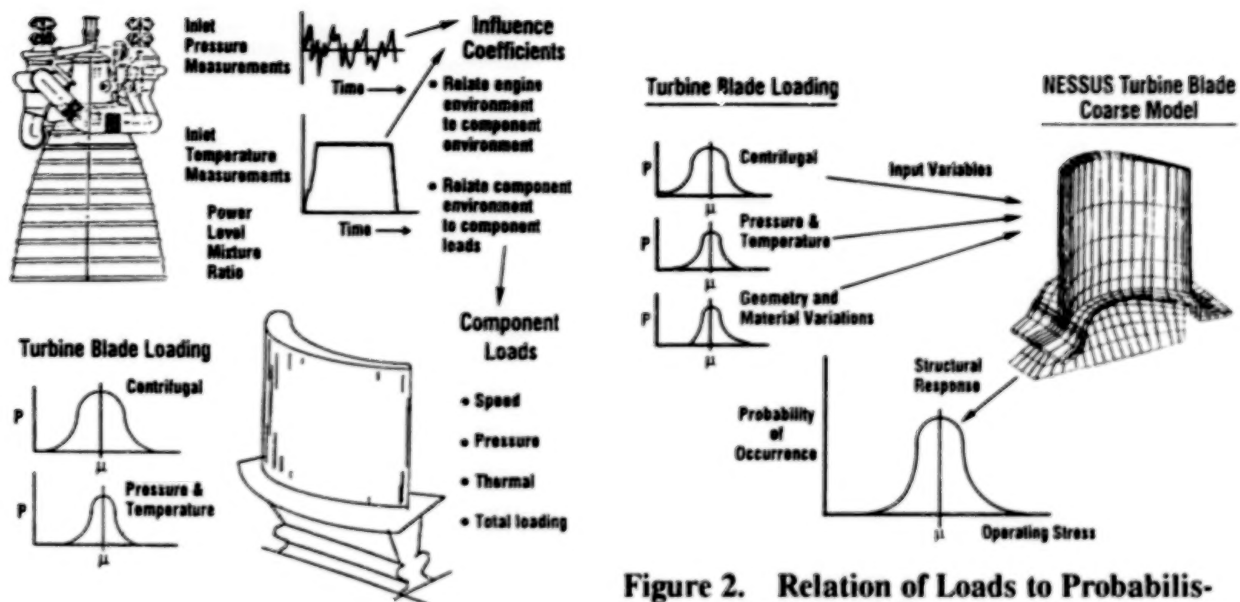 Inlet
Pressure
Measurements
Time
Inlet
Temperature
Measurements
Time
Power
Level
Mixture
Ratio
Influence
Coefficients
• Relate engine
environment
to component
environment
• Relate component
environment
to component
loads
Component
Loads
• Speed
• Pressure
• Thermal
• Total loading
Turbine Blade Loading
Centrifugal
P
μ
Pressure &
Temperature
P
μ
Turbine Blade Loading
Centrifugal
P
μ
Pressure &
Temperature
P
μ
Geometry and
Material Variations
P
μ
Input Variables
NESSUS Turbine Blade
Coarse Model
Structural
Response
Probability
of
Occurrence
μ
Operating Stress
Figure 2. Relation of Loads to Probabilis-